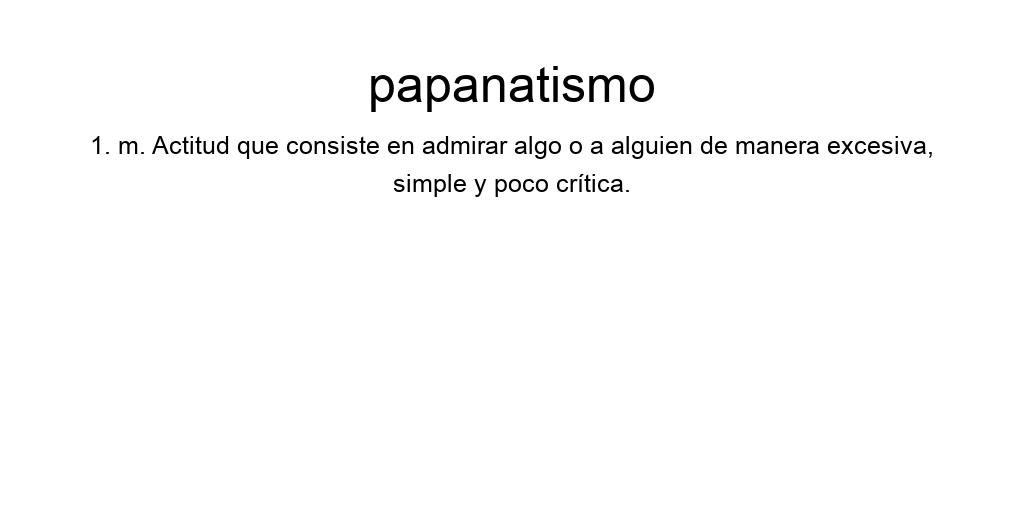 papanatismo
1. m. Actitud que consiste en admirar algo o a alguien de manera excesiva,
simple y poco crítica.